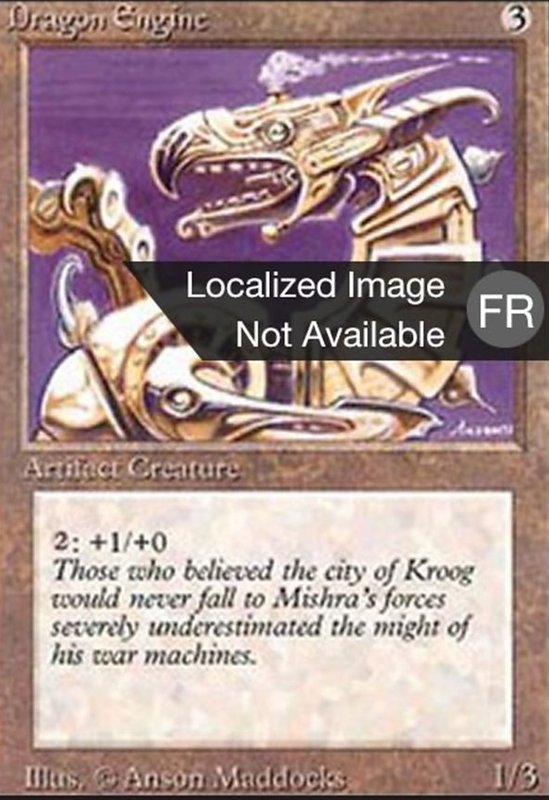 Dragon Engine 3
Localized Image
Not Available
FR
Anson M
Artifact Creature
2: +1/+0
Those who believed the city of Kroog
would never fall to Mishra's forces
severely underestimated the might of
his war machines.
Illus. © Anson Maddocks 1/3